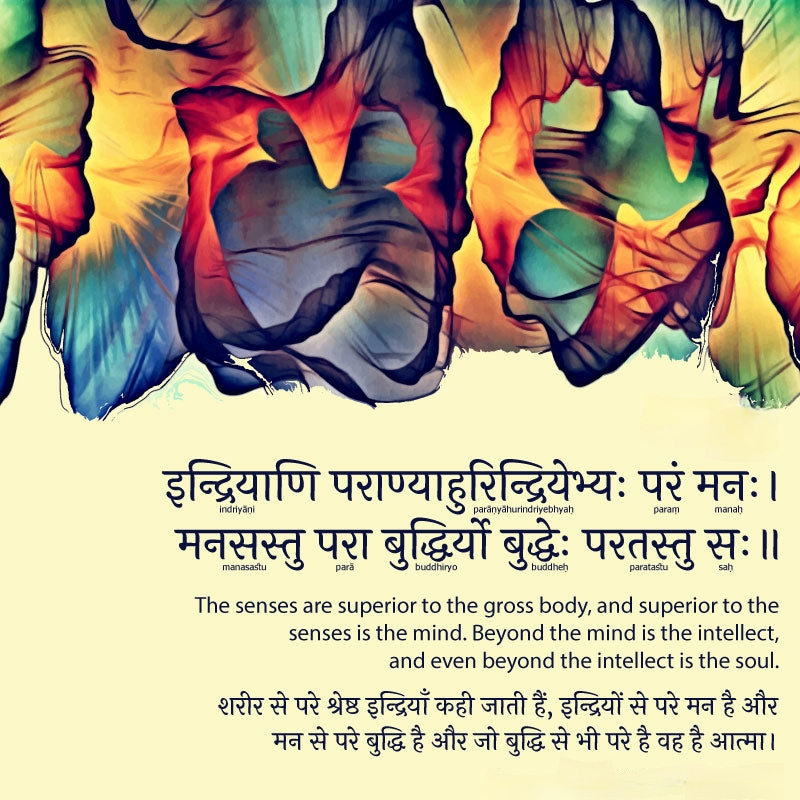 इन्द्रियाणि पराण्याहुरिन्द्रियेभ्यः परं मनः।
indriyāṇi parāṇyāhurindriyebhyaḥ paraṃ manaḥ
मनसस्तु परा बुद्धिर्यो बुद्धेः परतस्तु सः॥
manasastu parā buddhiryo buddheḥ paratastu saḥ
The senses are superior to the gross body, and superior to the
senses is the mind. Beyond the mind is the intellect,
and even beyond the intellect is the soul.
शरीर से परे श्रेष्ठ इन्द्रियाँ कही जाती हैं, इन्द्रियों से परे मन है और
मन से परे बुद्धि है और जो बुद्धि से भी परे है वह है आत्मा।